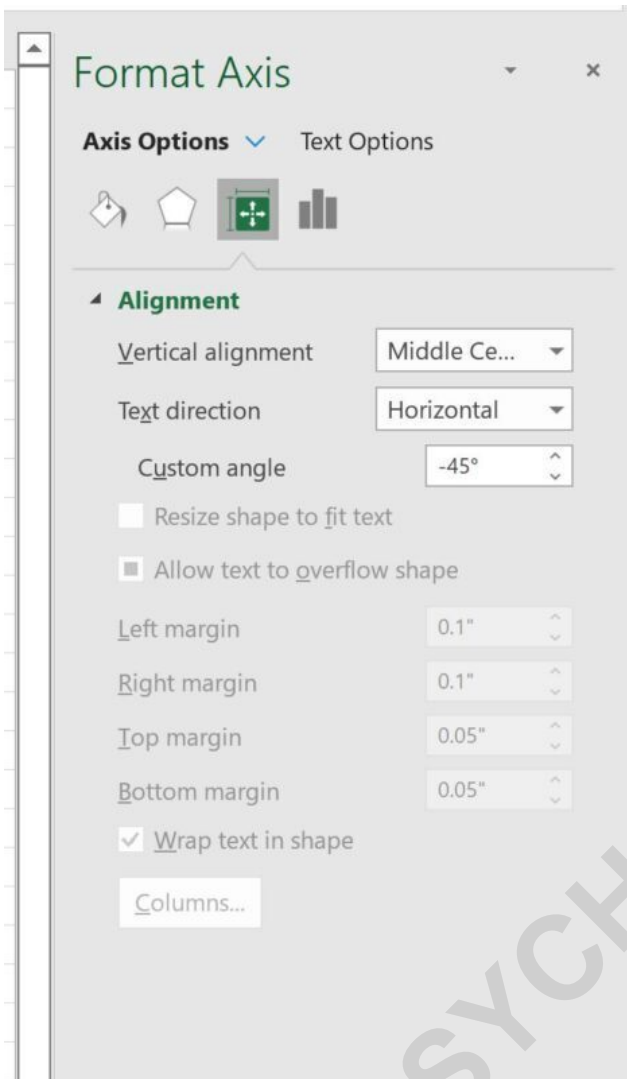 Format Axis
Axis Options Text Options
Alignment
Vertical alignment Middle Ce...
Text direction Horizontal
Custom angle -45°
Resize shape to fit text
Allow text to overflow shape
Left margin 0.1"
Right margin 0.1"
Top margin 0.05"
Bottom margin 0.05"
Wrap text in shape
Columns...
SYCH